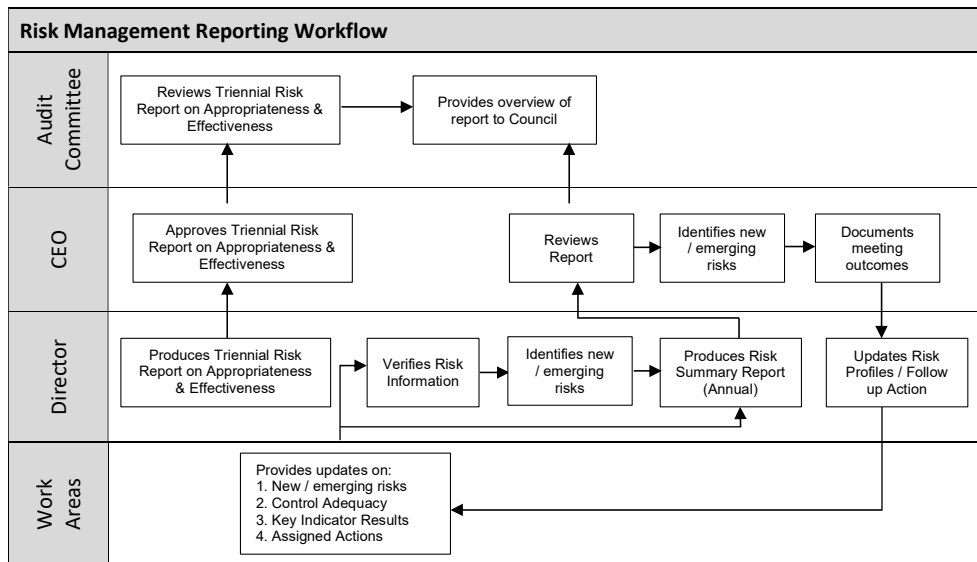 Risk Management Reporting Workflow
Audit
Committee
Reviews Triennial Risk
Report on Appropriateness &
Effectiveness
Provides overview of
report to Council
CEO
Approves Triennial Risk
Report on Appropriateness &
Effectiveness
Reviews
Report
Identifies new
/ emerging
risks
Documents
meeting
outcomes
Director
Produces Triennial Risk
Report on Appropriateness
& Effectiveness
Verifies Risk
Information
Identifies new
/ emerging
risks
Produces Risk
Summary Report
(Annual)
Updates Risk
Profiles / Follow
up Action
Work
Areas
Provides updates on:
1. New / emerging risks
2. Control Adequacy
3. Key Indicator Results
4. Assigned Actions